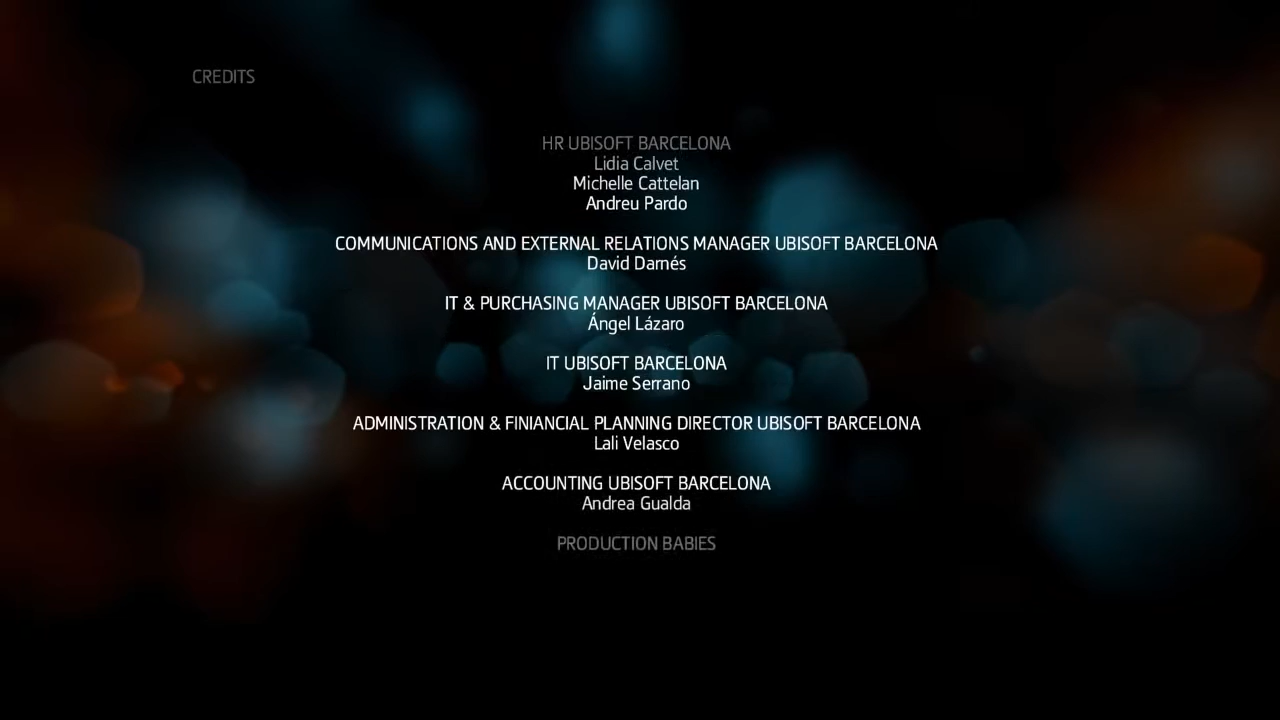 CREDITS
HR UBISOFT BARCELONA
Lidia Calvet
Michelle Cattelan
Andreu Pardo
COMMUNICATIONS AND EXTERNAL RELATIONS MANAGER UBISOFT BARCELONA
David Darnés
IT & PURCHASING MANAGER UBISOFT BARCELONA
Ángel Lázaro
IT UBISOFT BARCELONA
Jaime Serrano
ADMINISTRATION & FINIANCIAL PLANNING DIRECTOR UBISOFT BARCELONA
Lali Velasco
ACCOUNTING UBISOFT BARCELONA
Andrea Gualda
PRODUCTION BABIES